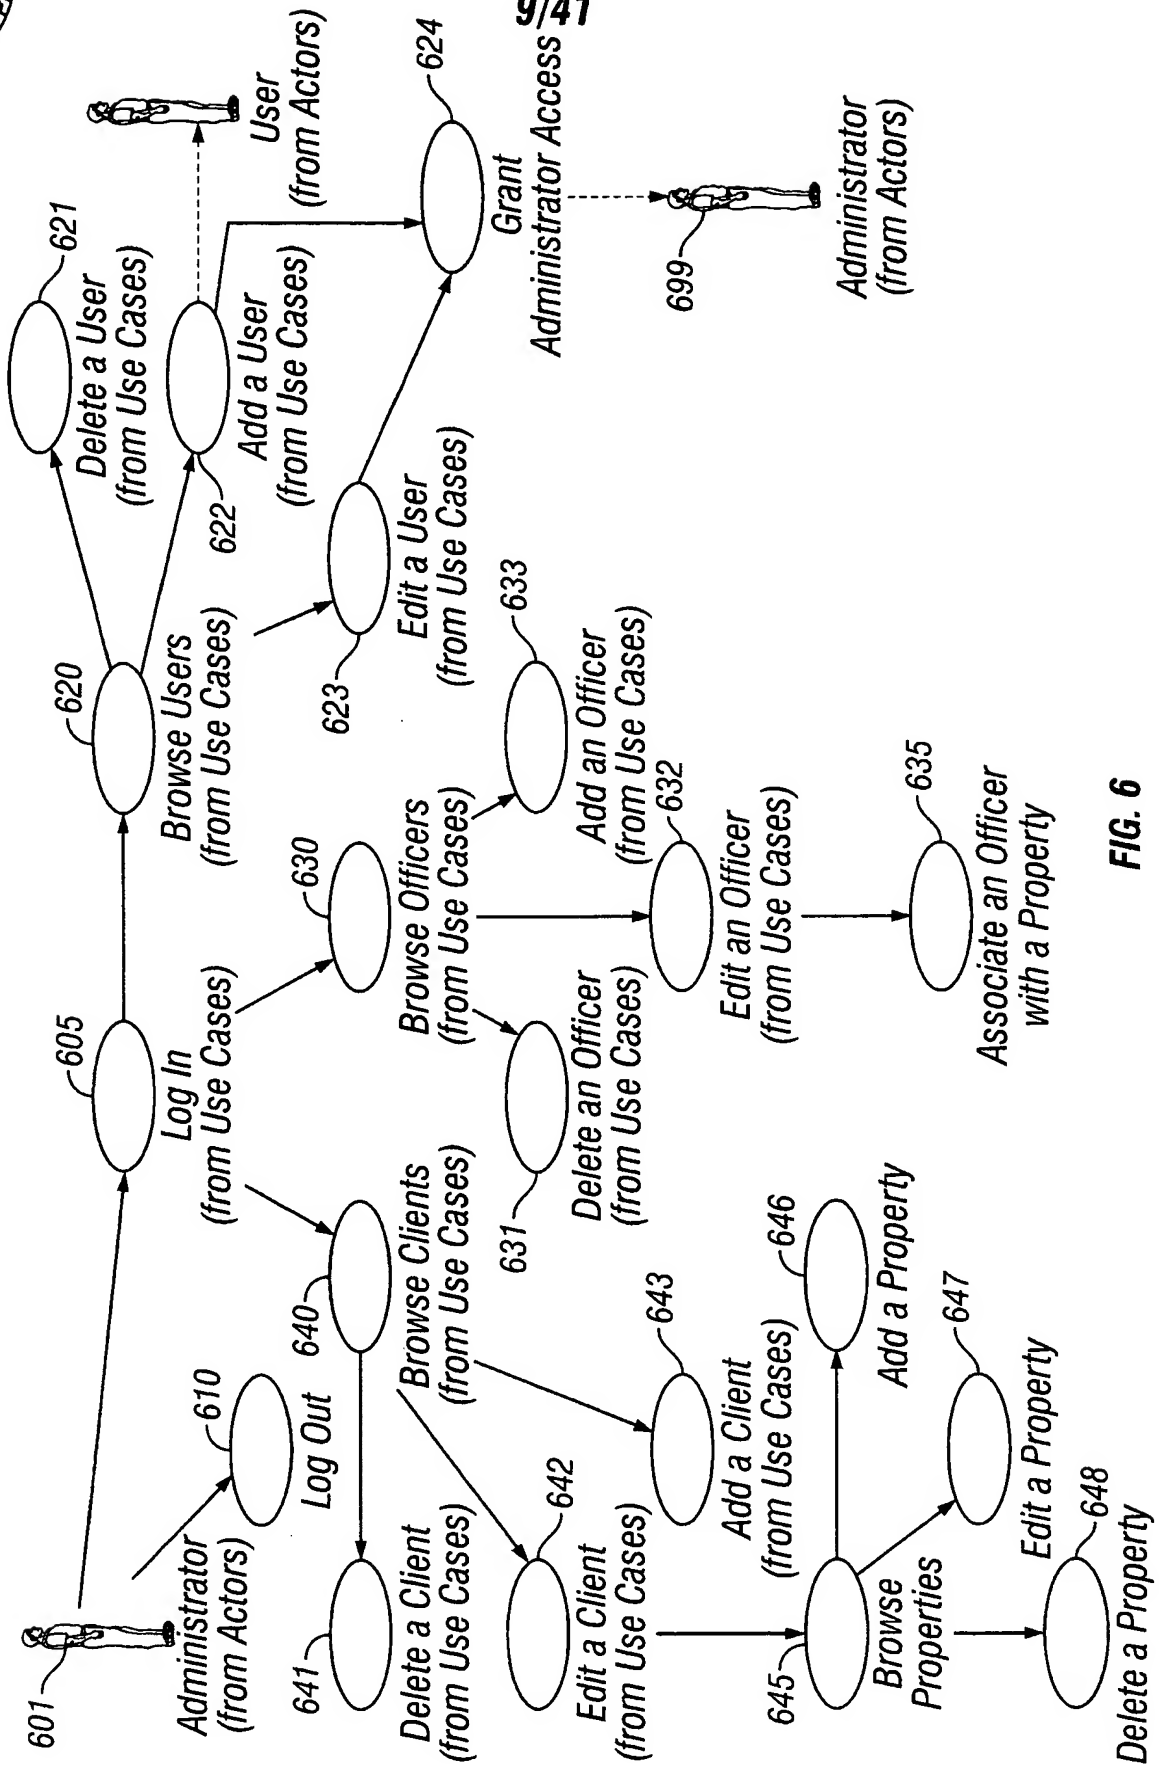 9/41
601
Administrator
(from Actors)
610
Log Out
605
Log In
(from Use Cases)
620
Browse Users
(from Use Cases)
621
Delete a User
(from Use Cases)
622
Add a User
(from Use Cases)
User
(from Actors)
623
Edit a User
(from Use Cases)
624
Grant
Administrator Access
699
Administrator
(from Actors)
630
Browse Officers
(from Use Cases)
631
Delete an Officer
(from Use Cases)
633
Add an Officer
(from Use Cases)
632
Edit an Officer
(from Use Cases)
635
Associate an Officer
with a Property
640
Browse Clients
(from Use Cases)
641
Delete a Client
(from Use Cases)
642
Edit a Client
(from Use Cases)
643
Add a Client
(from Use Cases)
645
Browse
Properties
646
Add a Property
647
Edit a Property
648
Delete a Property
FIG. 6